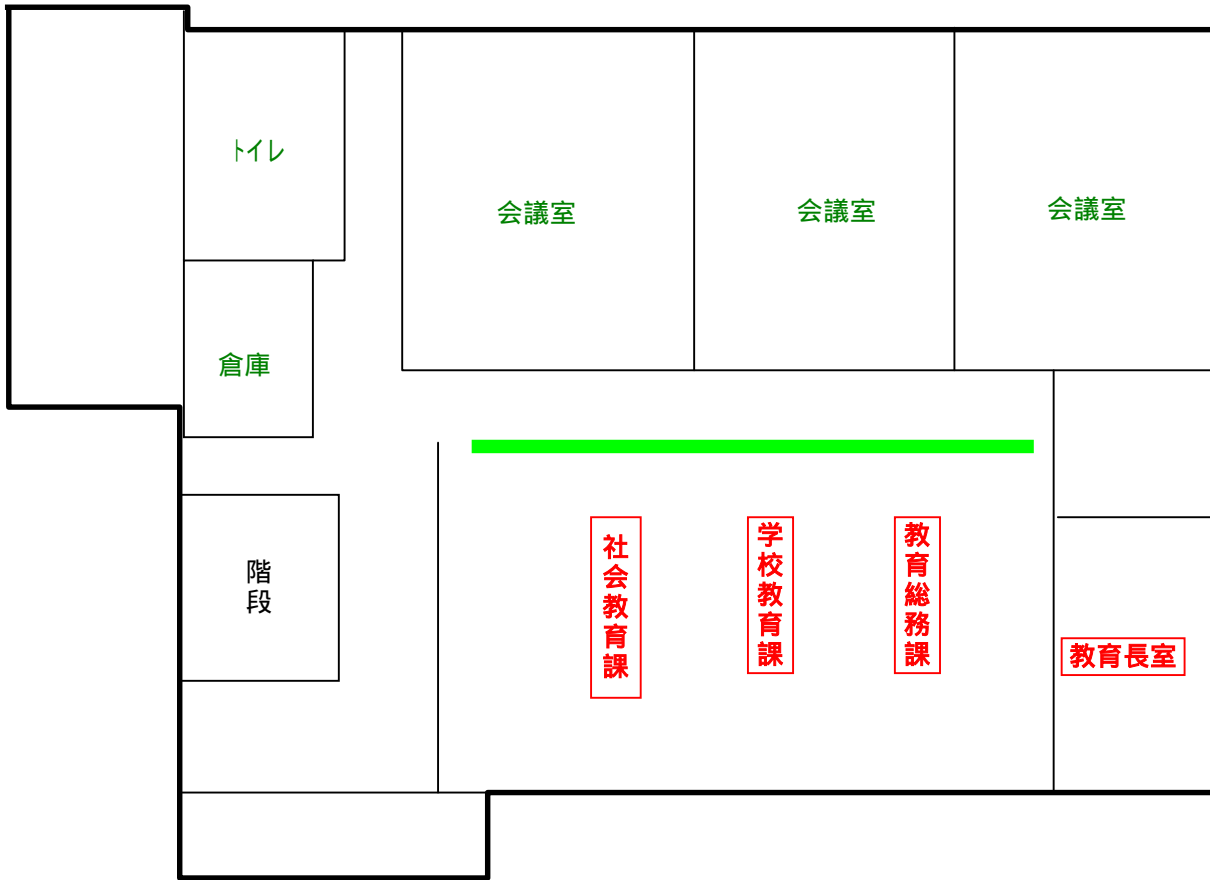 トイレ
会議室
会議室
会議室
倉庫
階段
社会教育課
学校教育課
教育総務課
教育長室